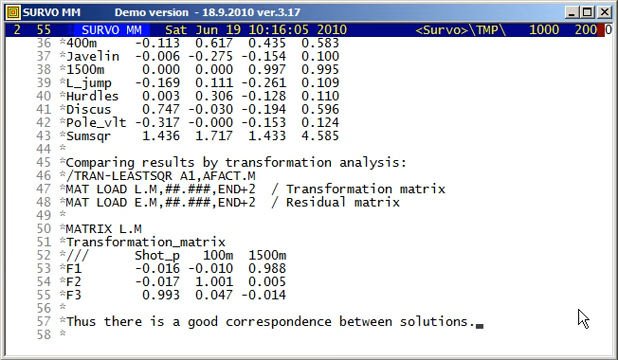 SURVO MM Demo version - 18.9.2010 ver.3.17
2 55 SURVO MM Sat Jun 19 10:16:05 2010 <Survo>\TMP\ 1000 200 0
36 *400m -0.113 0.617 0.435 0.583
37 *Javelin -0.006 -0.275 -0.154 0.100
38 *1500m 0.000 0.000 0.997 0.995
39 *L_jump -0.169 0.111 -0.261 0.109
40 *Hurdles 0.003 0.306 -0.128 0.110
41 *Discus 0.747 -0.030 -0.194 0.596
42 *Pole_vlt -0.317 -0.000 -0.153 0.124
43 *Sumsqr 1.436 1.717 1.433 4.585
44 *
45 *Comparing results by transformation analysis:
46 */TRAN-LEASTSQR A1,AFACT.M
47 *MAT LOAD L.M,##.###,END+2 / Transformation matrix
48 *MAT LOAD E.M,##.###,END+2 / Residual matrix
49 *
50 *MATRIX L.M
51 *Transformation_matrix
52 */// Shot_p 100m 1500m
53 *F1 -0.016 -0.010 0.988
54 *F2 -0.017 1.001 0.005
55 *F3 0.993 0.047 -0.014
56 *
57 *Thus there is a good correspondence between solutions.
58 *